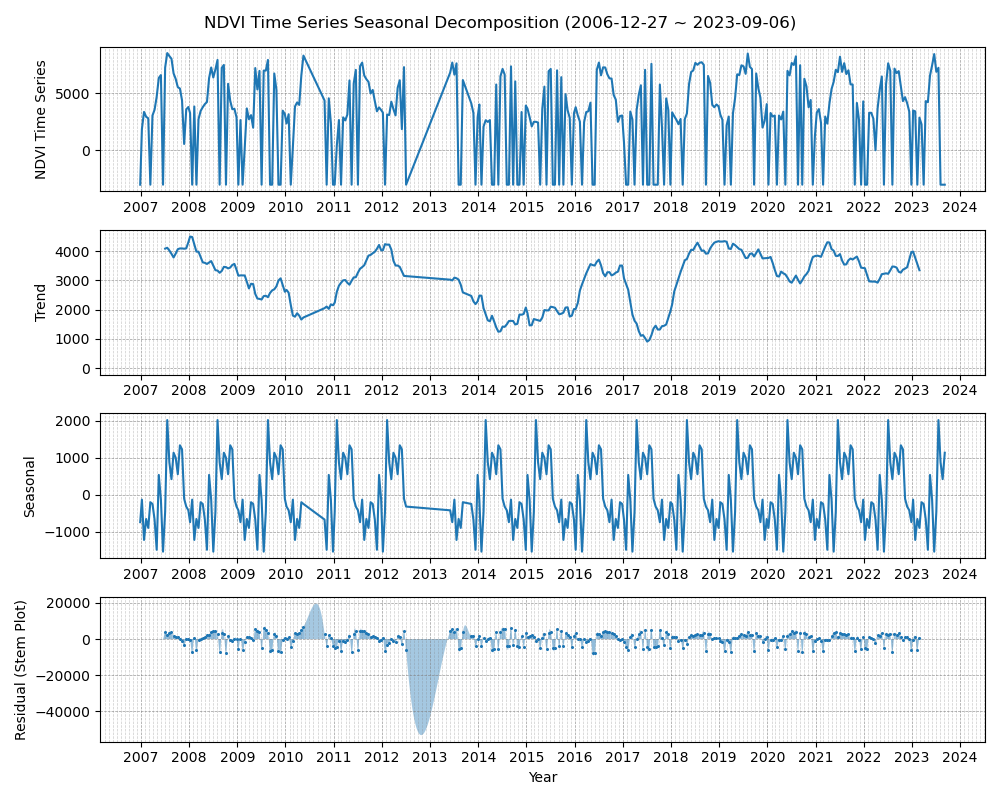 NDVI Time Series Seasonal Decomposition (2006-12-27 ~ 2023-09-06)
NDVI Time Series
5000
0
2007 2008 2009 2010 2011 2012 2013 2014 2015 2016 2017 2018 2019 2020 2021 2022 2023 2024
Trend
4000
3000
2000
1000
0
2007 2008 2009 2010 2011 2012 2013 2014 2015 2016 2017 2018 2019 2020 2021 2022 2023 2024
Seasonal
2000
1000
0
−1000
2007 2008 2009 2010 2011 2012 2013 2014 2015 2016 2017 2018 2019 2020 2021 2022 2023 2024
Residual (Stem Plot)
20000
0
−20000
−40000
2007 2008 2009 2010 2011 2012 2013 2014 2015 2016 2017 2018 2019 2020 2021 2022 2023 2024
Year